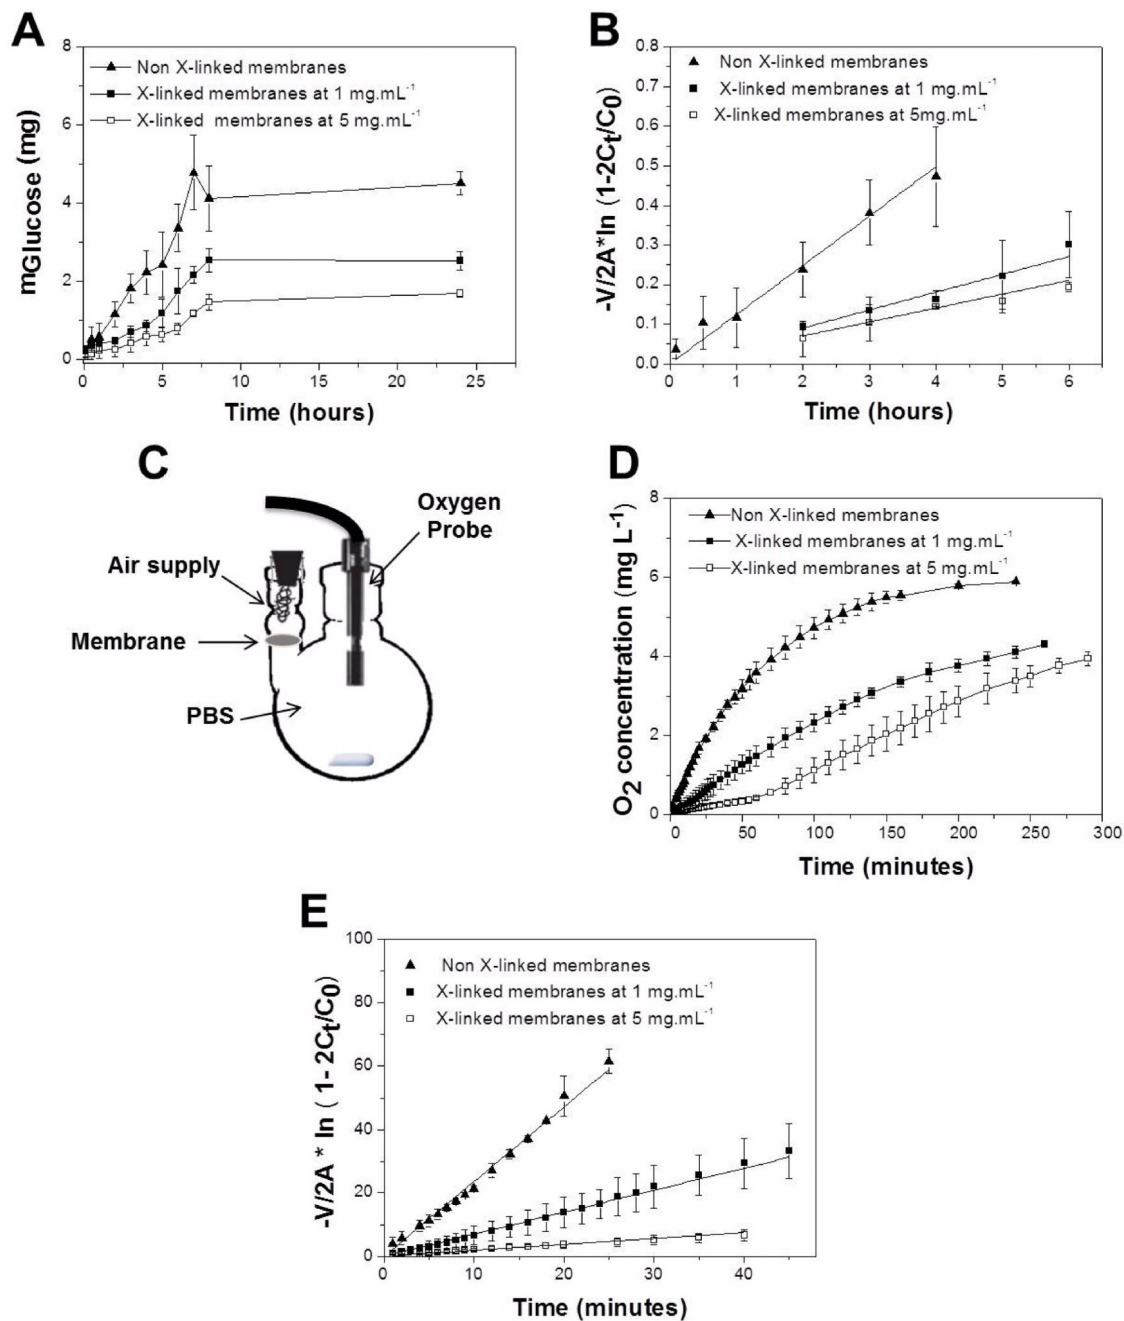 A
8
6
4
2
0
mGlucose (mg)
Non X-linked membranes
X-linked membranes at 1 mg.mL-1
X-linked membranes at 5 mg.mL-1
0 5 10 15 20 25
Time (hours)
B
0.8
0.7
0.6
0.5
0.4
0.3
0.2
0.1
0.0
-V/2A*ln (1-2Ct/C0)
Non X-linked membranes
X-linked membranes at 1 mg.mL-1
X-linked membranes at 5mg.mL-1
0 1 2 3 4 5 6
Time (hours)
C
Oxygen
Probe
Air supply
Membrane
PBS
D
8
6
4
2
0
O2 concentration (mg L-1)
Non X-linked membranes
X-linked membranes at 1 mg.mL-1
X-linked membranes at 5 mg.mL-1
0 50 100 150 200 250 300
Time (minutes)
E
100
80
60
40
20
0
-V/2A * ln ( 1- 2Ct/C0)
Non X-linked membranes
X-linked membranes at 1 mg.mL-1
X-linked membranes at 5 mg.mL-1
0 10 20 30 40
Time (minutes)